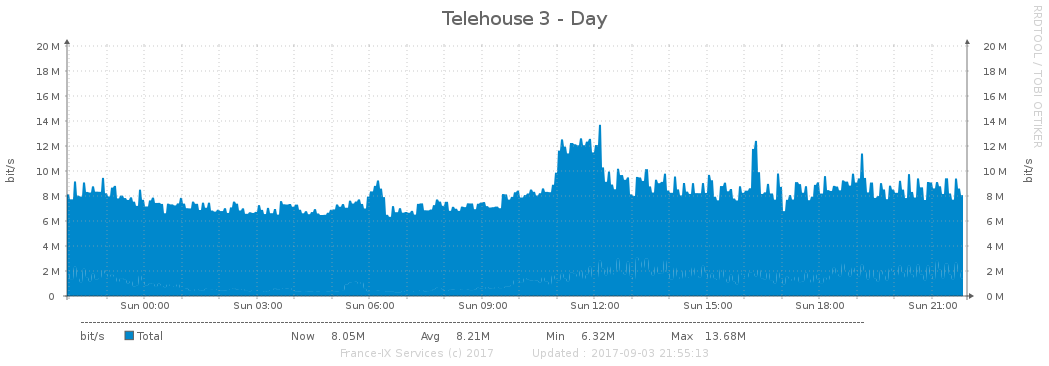 Telehouse 3 - Day
RRDTOOL / TOBI OETIKER
bit/s
20 M
18 M
16 M
14 M
12 M
10 M
8 M
6 M
4 M
2 M
0
20 M
18 M
16 M
14 M
12 M
10 M
8 M
6 M
4 M
2 M
0 M
bit/s
Sun 00:00 Sun 03:00 Sun 06:00 Sun 09:00 Sun 12:00 Sun 15:00 Sun 18:00 Sun 21:00
bit/s Total Now 8.05M Avg 8.21M Min 6.32M Max 13.68M
France-IX Services (c) 2017 Updated : 2017-09-03 21:55:13